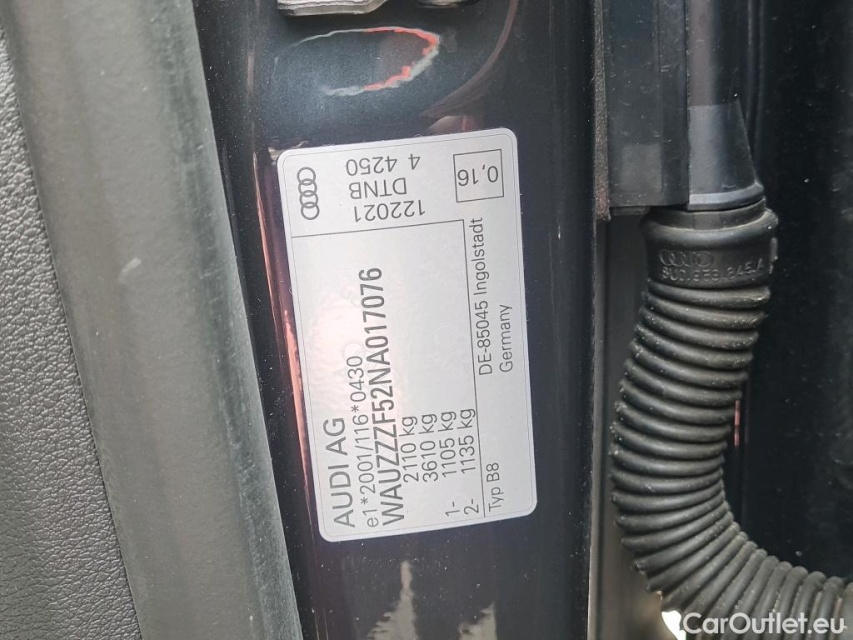 AUDI AG
e1*2001/116*0430
WAUZZZF52NA017076
2110 kg
3610 kg
1- 1105 kg
2- 1135 kg
Typ B8
DE-85045 Ingolstadt
Germany
122021
DTNB
4 4250
0,16
CarOutlet.eu